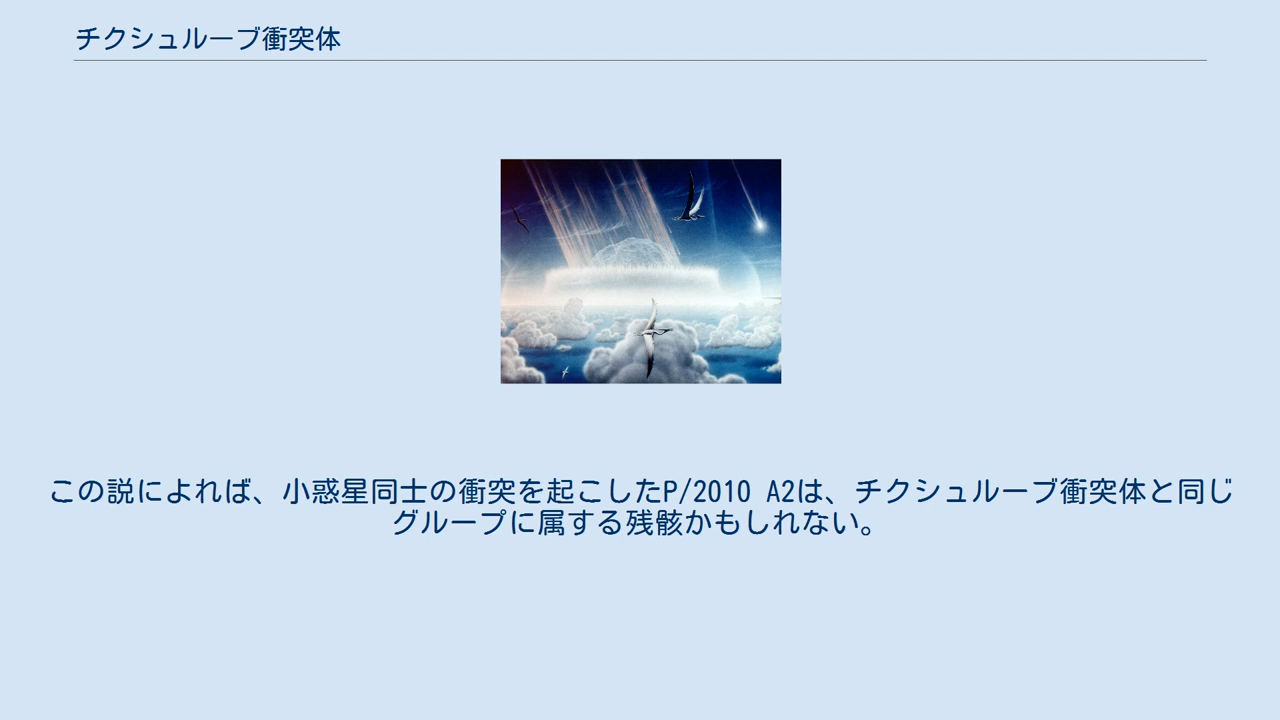 チクシュルーブ衝突体
この説によれば、小惑星同士の衝突を起こしたP/2010 A2は、チクシュルーブ衝突体と同じ
グループに属する残骸かもしれない。